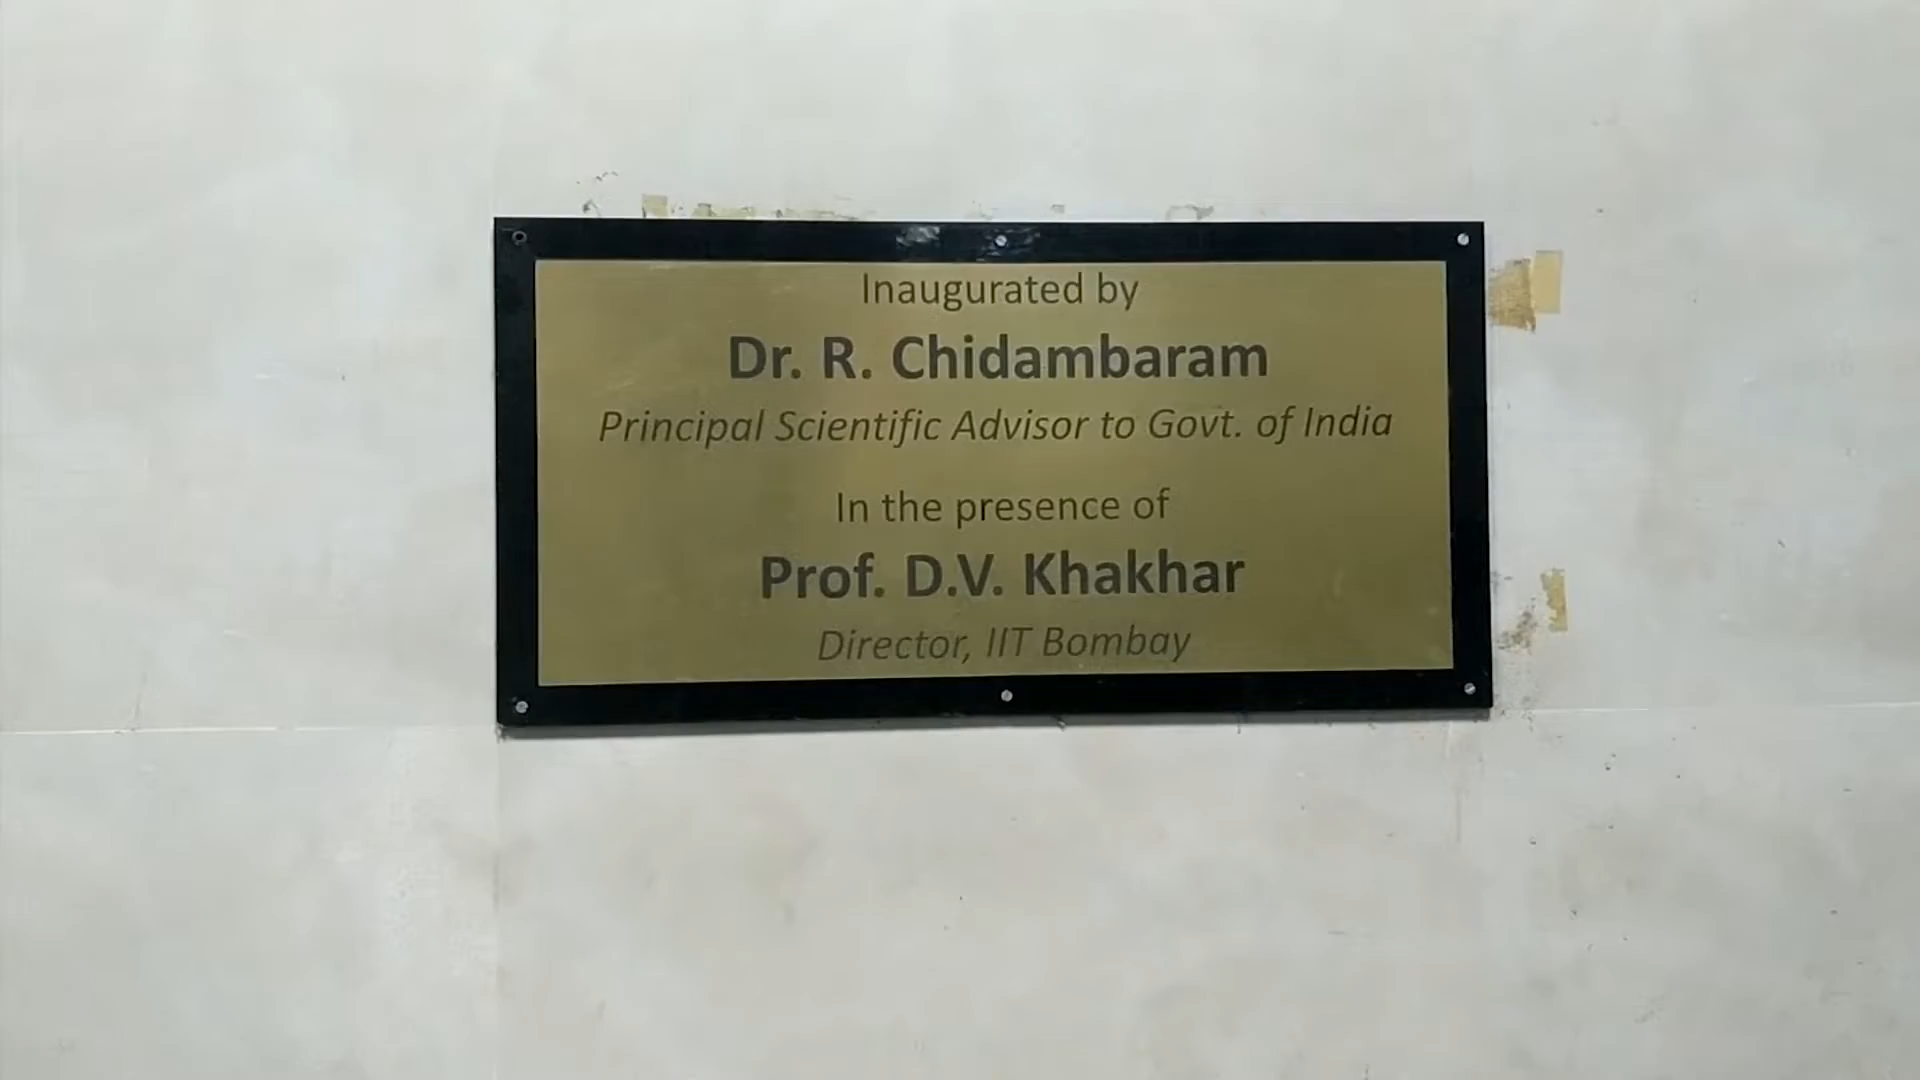 Inaugurated by
Dr. R. Chidambaram
Principal Scientific Advisor to Govt. of India
In the presence of
Prof. D.V. Khakhar
Director, IIT Bombay